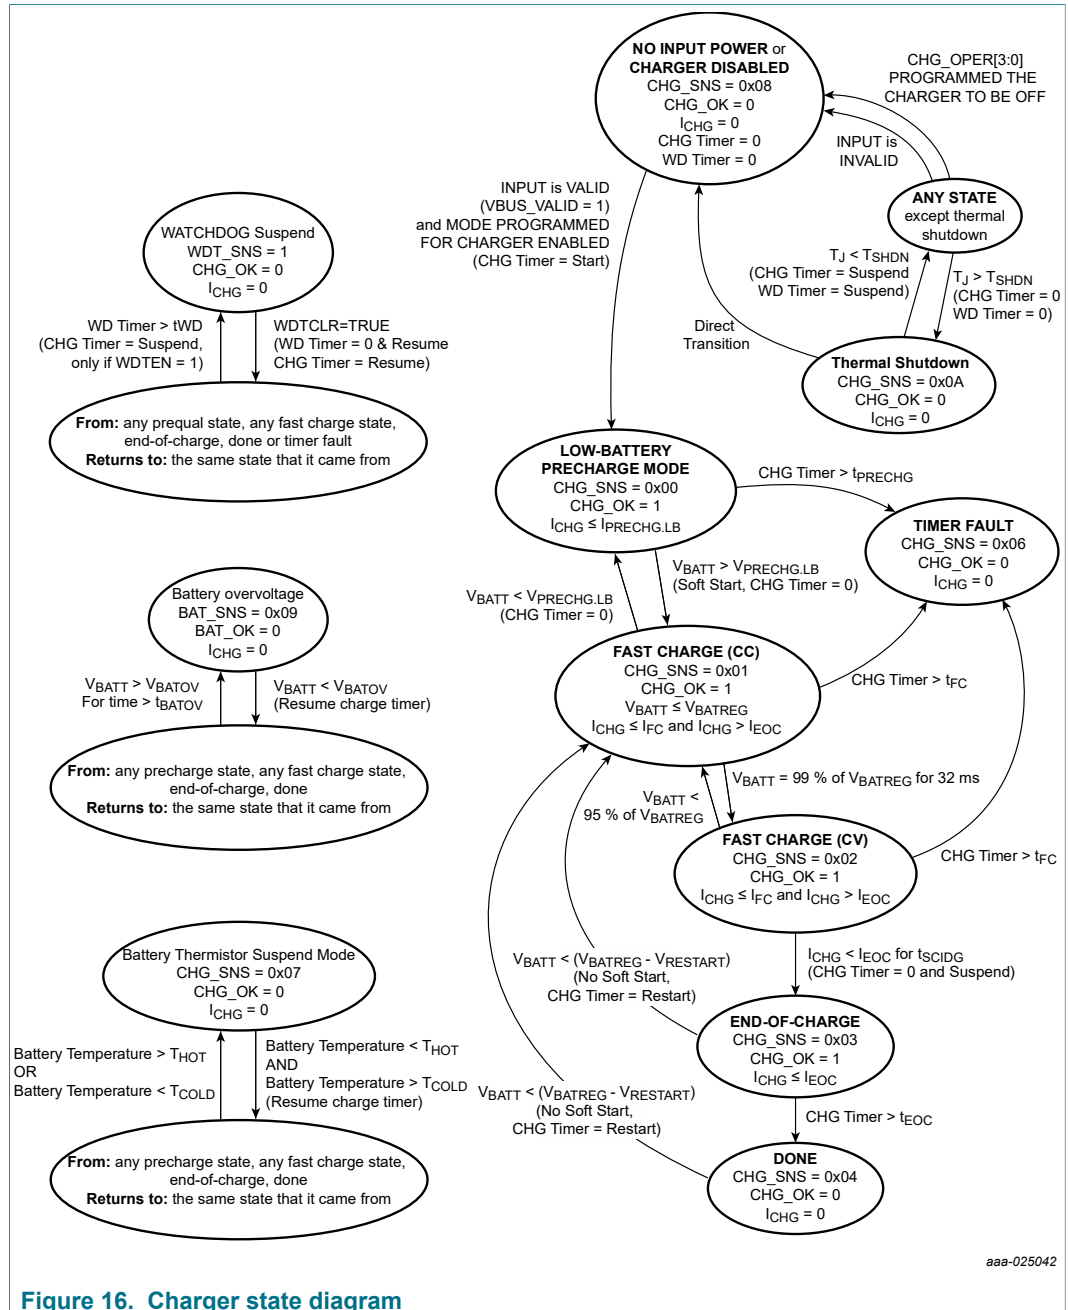 NO INPUT POWER or
CHARGER DISABLED
CHG_SNS = 0x08
CHG_OK = 0
ICHG = 0
CHG Timer = 0
WD Timer = 0
CHG_OPER[3:0]
PROGRAMMED THE
CHARGER TO BE OFF
INPUT is
INVALID
ANY STATE
except thermal
shutdown
INPUT is VALID
(VBUS_VALID = 1)
and MODE PROGRAMMED
FOR CHARGER ENABLED
(CHG Timer = Start)
TJ < TSHDN
(CHG Timer = Suspend
WD Timer = Suspend)
TJ > TSHDN
(CHG Timer = 0
WD Timer = 0)
Direct
Transition
Thermal Shutdown
CHG_SNS = 0x0A
CHG_OK = 0
ICHG = 0
WATCHDOG Suspend
WDT_SNS = 1
CHG_OK = 0
ICHG = 0
WD Timer > tWD
(CHG Timer = Suspend,
only if WDTEN = 1)
WDTCLR=TRUE
(WD Timer = 0 & Resume
CHG Timer = Resume)
From: any prequal state, any fast charge state,
end-of-charge, done or timer fault
Returns to: the same state that it came from
LOW-BATTERY
PRECHARGE MODE
CHG_SNS = 0x00
CHG_OK = 1
ICHG ≤ IPRECHG.LB
CHG Timer > tPRECHG
TIMER FAULT
CHG_SNS = 0x06
CHG_OK = 0
ICHG = 0
VBATT > VPRECHG.LB
(Soft Start, CHG Timer = 0)
VBATT < VPRECHG.LB
(CHG Timer = 0)
Battery overvoltage
BAT_SNS = 0x09
BAT_OK = 0
ICHG = 0
VBATT > VBATOV
For time > tBATOV
VBATT < VBATOV
(Resume charge timer)
From: any precharge state, any fast charge state,
end-of-charge, done
Returns to: the same state that it came from
FAST CHARGE (CC)
CHG_SNS = 0x01
CHG_OK = 1
VBATT ≤ VBATREG
ICHG ≤ IFC and ICHG > IEOC
CHG Timer > tFC
VBATT = 99 % of VBATREG for 32 ms
VBATT <
95 % of VBATREG
FAST CHARGE (CV)
CHG_SNS = 0x02
CHG_OK = 1
ICHG ≤ IFC and ICHG > IEOC
CHG Timer > tFC
ICHG < IEOC for tSCIDG
(CHG Timer = 0 and Suspend)
VBATT < (VBATREG - VRESTART)
(No Soft Start,
CHG Timer = Restart)
END-OF-CHARGE
CHG_SNS = 0x03
CHG_OK = 1
ICHG ≤ IEOC
CHG Timer > tEOC
VBATT < (VBATREG - VRESTART)
(No Soft Start,
CHG Timer = Restart)
DONE
CHG_SNS = 0x04
CHG_OK = 0
ICHG = 0
Battery Thermistor Suspend Mode
CHG_SNS = 0x07
CHG_OK = 0
ICHG = 0
Battery Temperature > THOT
OR
Battery Temperature < TCOLD
Battery Temperature < THOT
AND
Battery Temperature > TCOLD
(Resume charge timer)
From: any precharge state, any fast charge state,
end-of-charge, done
Returns to: the same state that it came from
aaa-025042
Figure 16. Charger state diagram